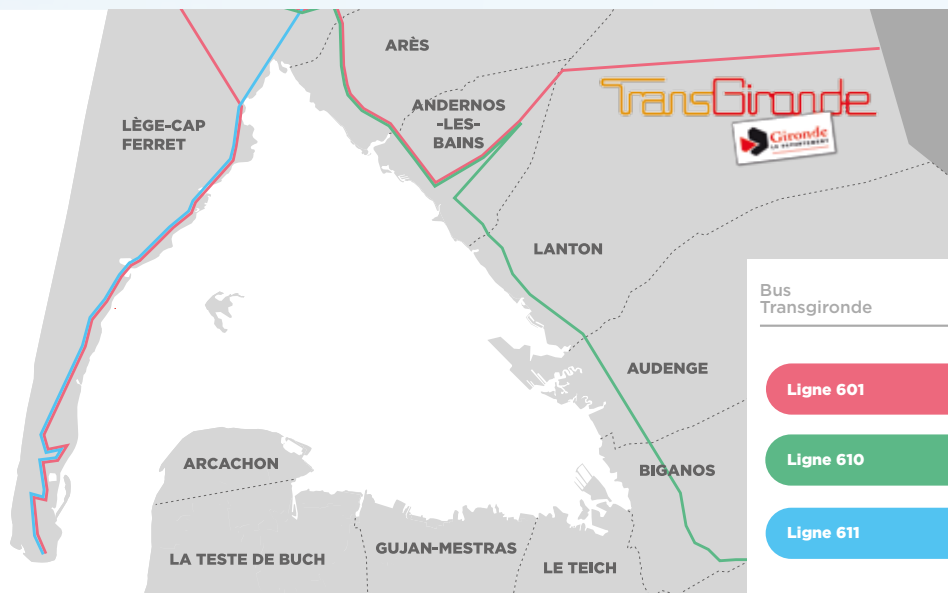 ARÈS
TransGironde
ANDERNOS
-LES-
BAINS
Gironde
LE DÉPARTEMENT
LÈGE-CAP
FERRET
LANTON
Bus
Transgironde
AUDENGE
Ligne 601
ARCACHON
BIGANOS
Ligne 610
Ligne 611
GUJAN-MESTRAS
LA TESTE DE BUCH
LE TEICH